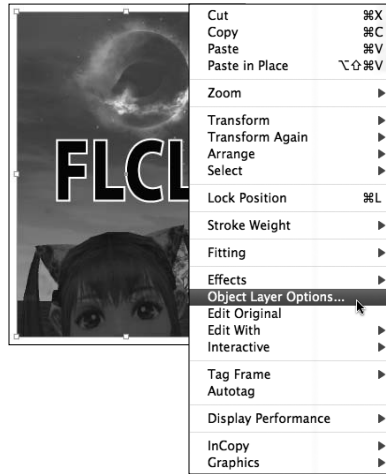 FLCL
Cut ⌘X
Copy ⌘C
Paste ⌘V
Paste in Place ⌥⇧⌘V
Zoom
Transform
Transform Again
Arrange
Select
Lock Position ⌘L
Stroke Weight
Fitting
Effects
Object Layer Options...
Edit Original
Edit With
Interactive
Tag Frame
Autotag
Display Performance
InCopy
Graphics